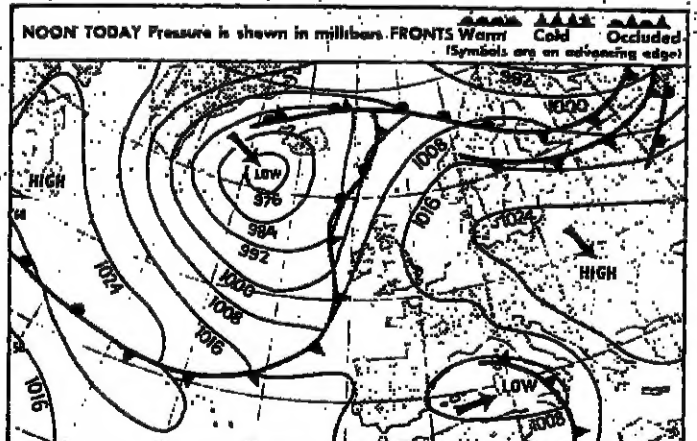 NOON TODAY Pressure is shown in millibars. FRONTS Warm Cold Occluded
(Symbols are on advancing edge)
992
1000
1008
LOW
976
HIGH
1016
1024
984
992
HIGH
1024
1000
1008
1016
LOW
1016
1008